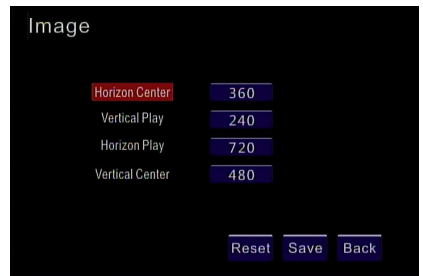 Image
Horizon Center 360
Vertical Play 240
Horizon Play 720
Vertical Center 480
Reset Save Back